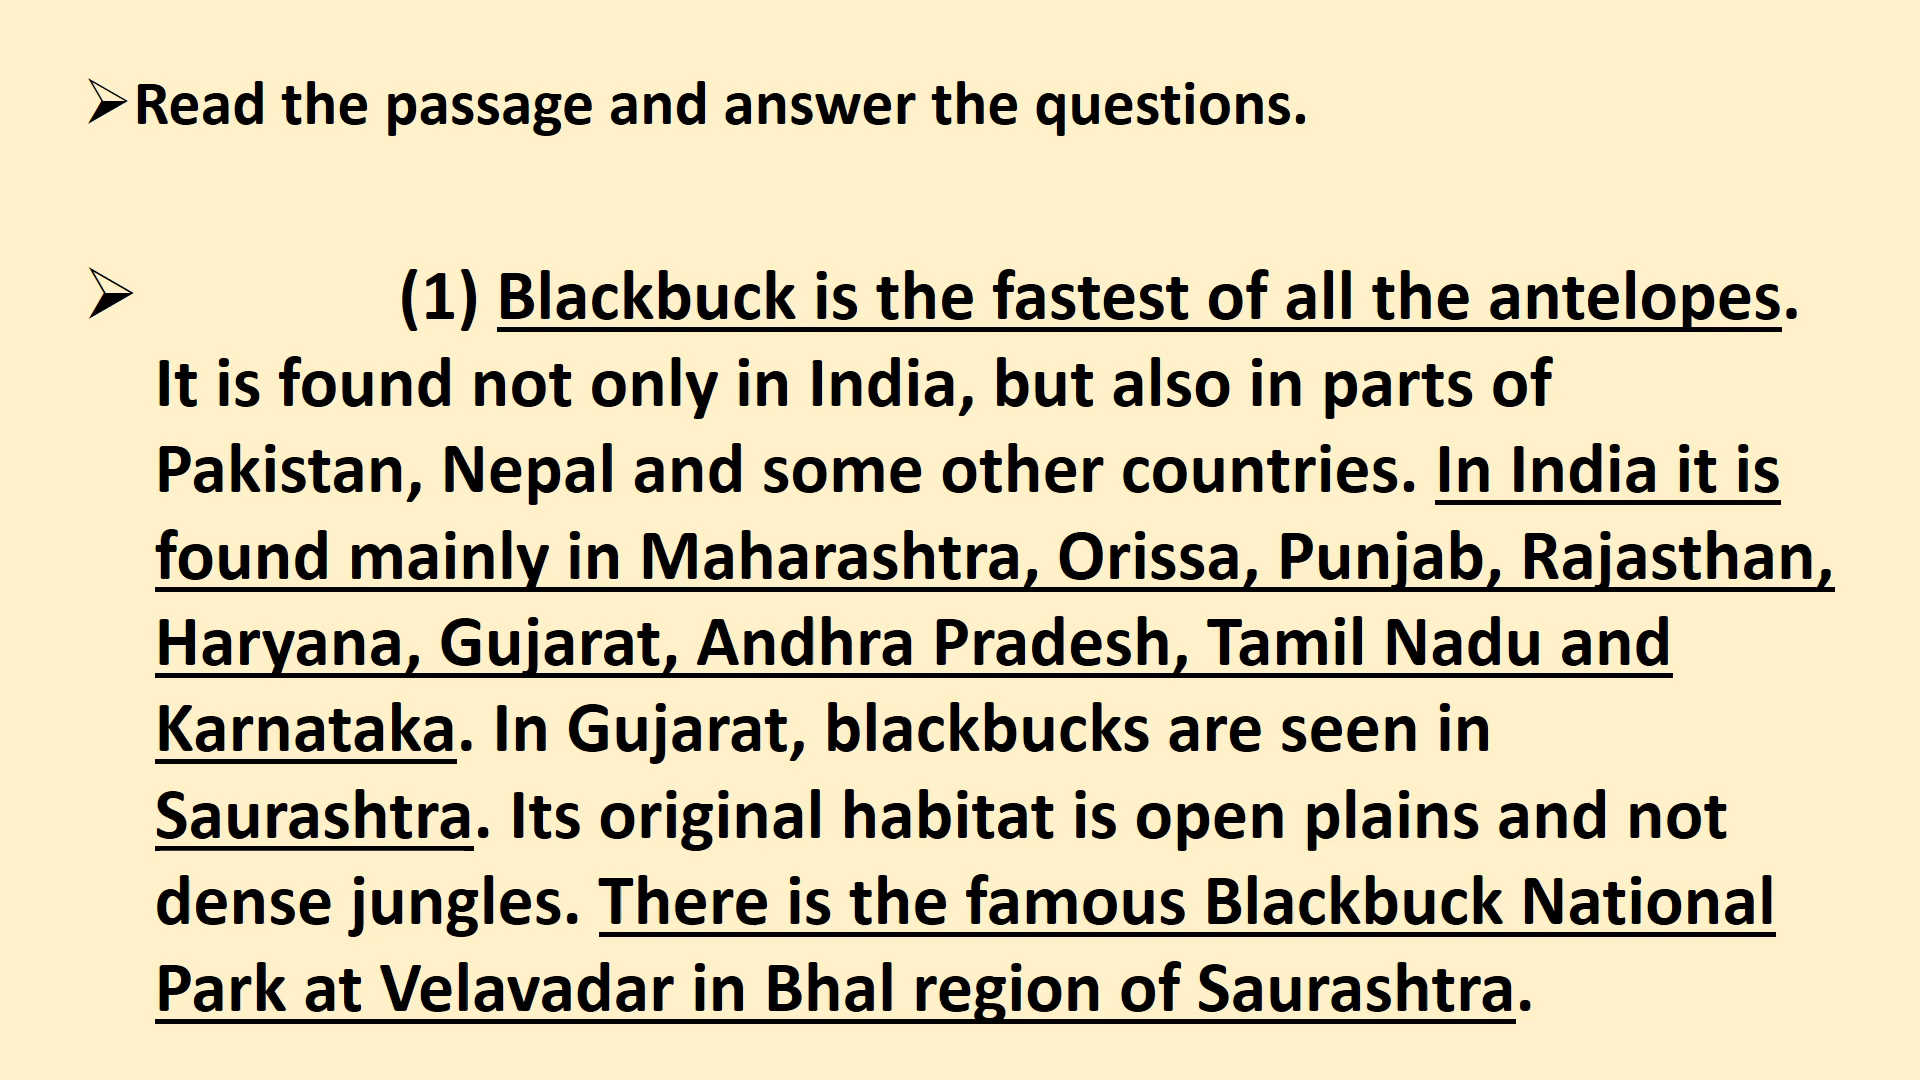 ➢Read the passage and answer the questions.
➢ (1) Blackbuck is the fastest of all the antelopes.
It is found not only in India, but also in parts of
Pakistan, Nepal and some other countries. In India it is
found mainly in Maharashtra, Orissa, Punjab, Rajasthan,
Haryana, Gujarat, Andhra Pradesh, Tamil Nadu and
Karnataka. In Gujarat, blackbucks are seen in
Saurashtra. Its original habitat is open plains and not
dense jungles. There is the famous Blackbuck National
Park at Velavadar in Bhal region of Saurashtra.